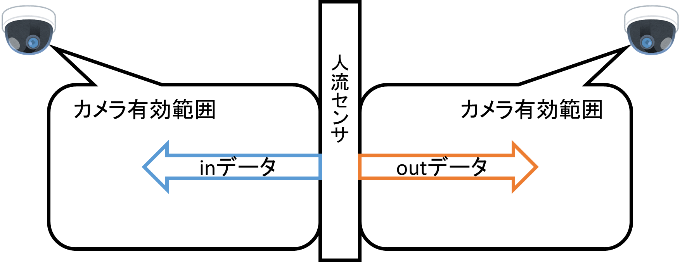 人流センサ
カメラ有効範囲
カメラ有効範囲
inデータ
outデータ